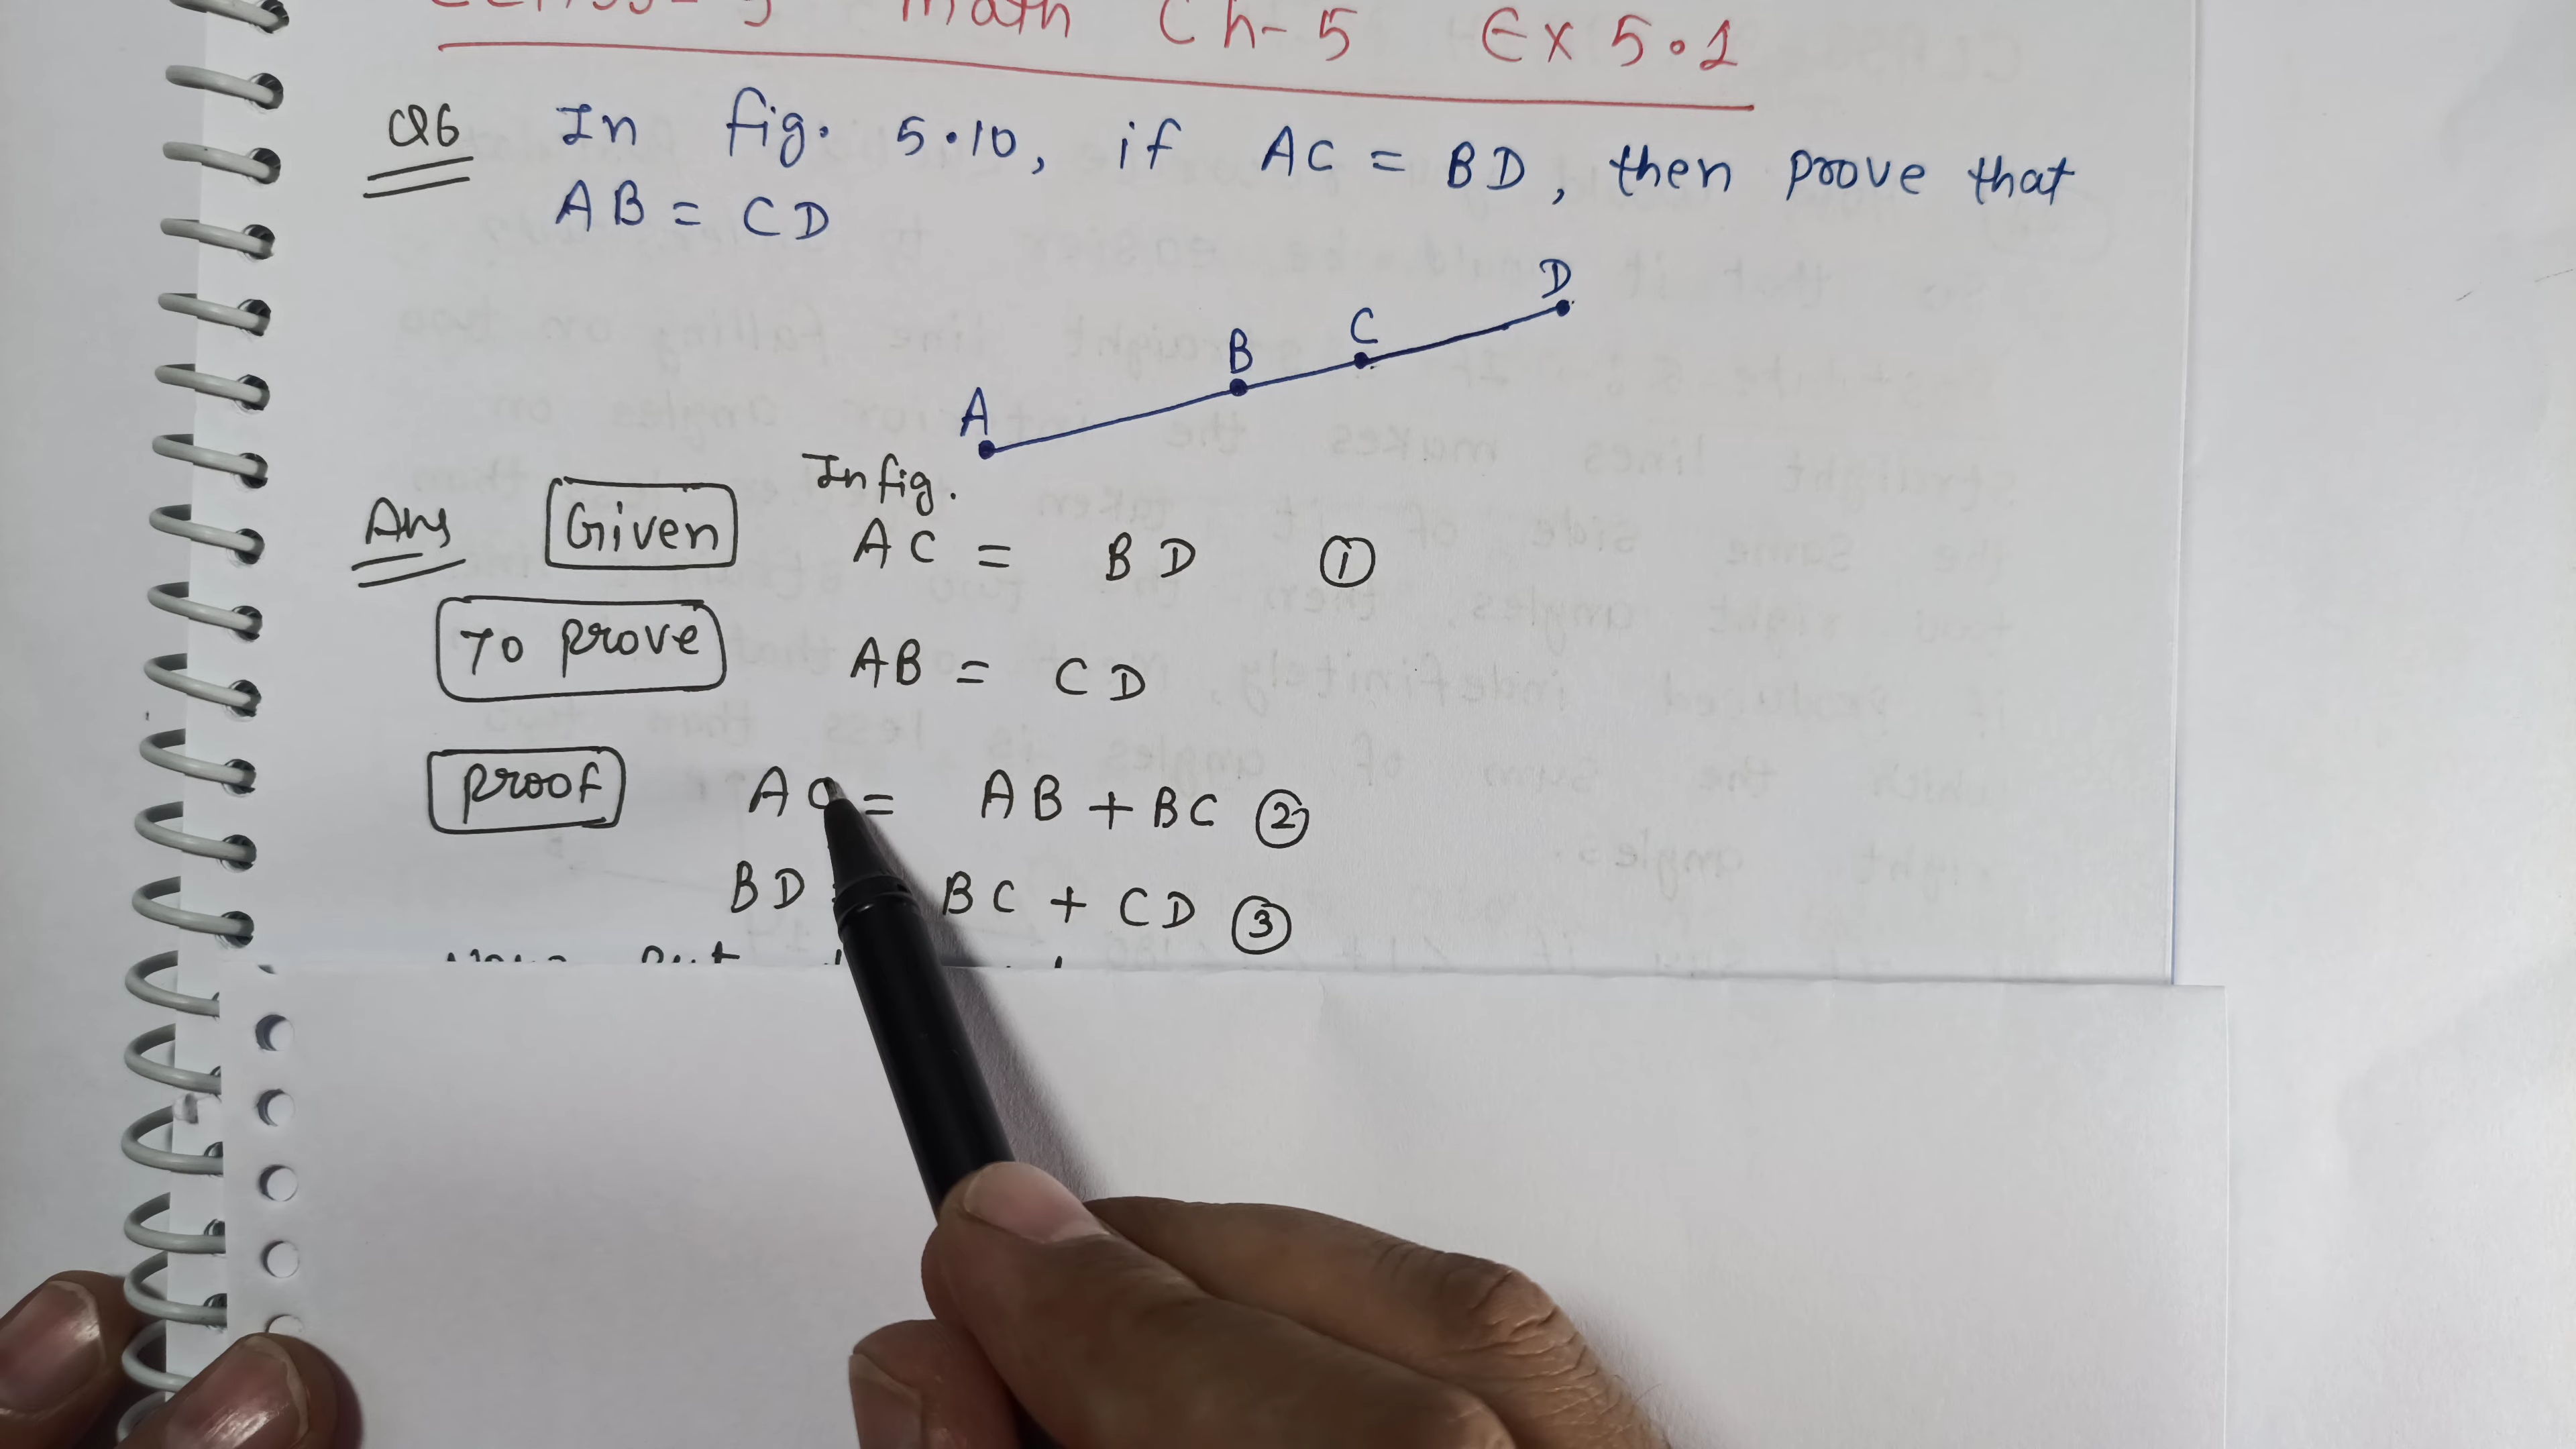 Math Ch-5 Ex 5.1
Q6 In fig. 5.10, if AC = BD, then prove that
AB = CD
D
C
B
A
In fig.
Ans Given AC = BD ①
To prove AB = CD
Proof AC = AB + BC ②
BD = BC + CD ③